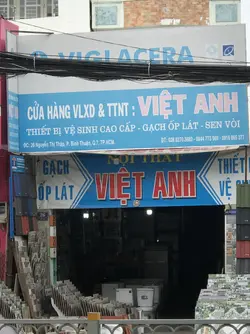 VIGLACERA
CỬA HÀNG VLXD & TTNT : VIỆT ANH
THIẾT BỊ VỆ SINH CAO CẤP - GẠCH ỐP LÁT - SEN VÒI
NỘI THẤT
GẠCH ỐP LÁT
VIỆT ANH
THIẾT VỆ